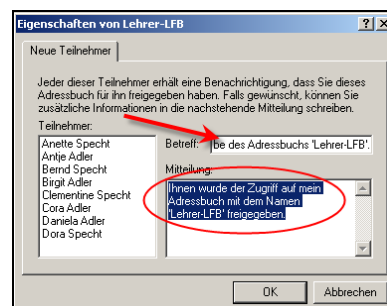 Eigenschaften von Lehrer-LFB
Neue Teilnehmer
Jeder dieser Teilnehmer erhält eine Benachrichtigung, dass Sie dieses
Adressbuch für ihn freigegeben haben. Falls gewünscht, können Sie
zusätzliche Informationen in die nachstehende Mitteilung schreiben.
Teilnehmer:
Anette Specht
Antje Adler
Bernd Specht
Birgit Adler
Clementine Specht
Cora Adler
Daniela Adler
Dora Specht
Betreff: be des Adressbuchs 'Lehrer-LFB'.
Mitteilung:
Ihnen wurde der Zugriff auf mein
Adressbuch mit dem Namen
'Lehrer-LFB' freigegeben.
OK Abbrechen